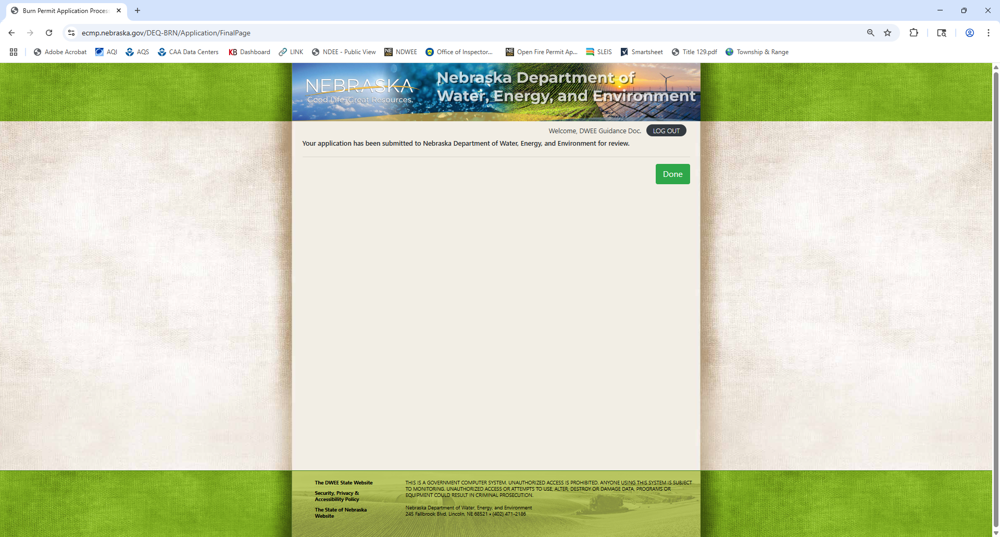 Burn Permit Application Process
ecmp.nebraska.gov/DEQ-BRN/Application/FinalPage
Adobe Acrobat AQI AQS CAA Data Centers KB Dashboard LINK NDEE - Public View NE .GOV NDWEE Office of Inspector... NE .GOV Open Fire Permit Ap... SLEIS Smartsheet Title 129.pdf Township & Range
NEBRASKA
Good Life. Great Resources.
Nebraska Department of
Water, Energy, and Environment
Welcome, DWEE Guidance Doc. LOG OUT
Your application has been submitted to Nebraska Department of Water, Energy, and Environment for review.
Done
The DWEE State Website
Security, Privacy &
Accessibility Policy
The State of Nebraska
Website
THIS IS A GOVERNMENT COMPUTER SYSTEM. UNAUTHORIZED ACCESS IS PROHIBITED. ANYONE USING THIS SYSTEM IS SUBJECT
TO MONITORING. UNAUTHORIZED ACCESS OR ATTEMPTS TO USE, ALTER, DESTROY OR DAMAGE DATA, PROGRAMS OR
EQUIPMENT COULD RESULT IN CRIMINAL PROSECUTION.
Nebraska Department of Water, Energy, and Environment
245 Fallbrook Blvd, Lincoln, NE 68521 • (402) 471-2186